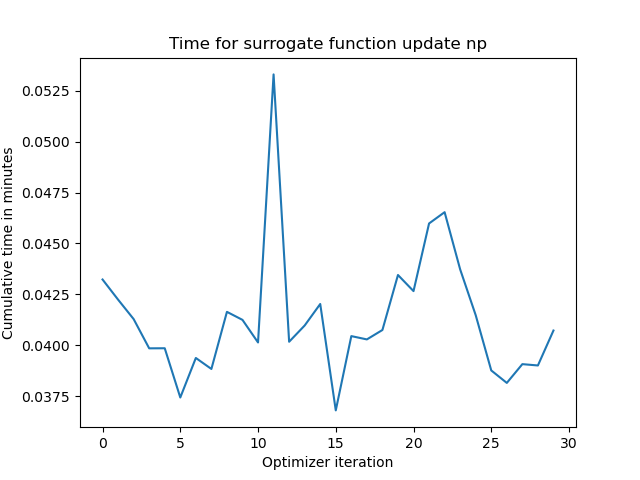 Time for surrogate function update np
Cumulative time in minutes
0.0525
0.0500
0.0475
0.0450
0.0425
0.0400
0.0375
0 5 10 15 20 25 30
Optimizer iteration